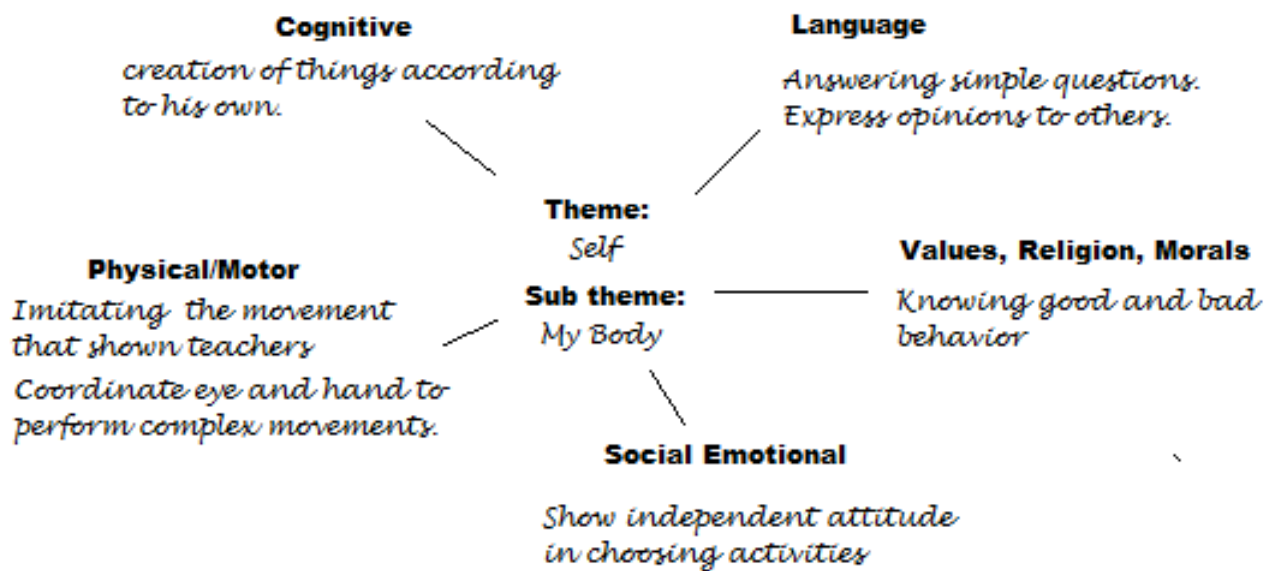 Cognitive
creation of things according
to his own.
Language
Answering simple questions.
Express opinions to others.
Theme:
Self
Sub theme:
My Body
Physical/Motor
Imitating the movement
that shown teachers
Coordinate eye and hand to
perform complex movements.
Values, Religion, Morals
Knowing good and bad
behavior
Social Emotional
Show independent attitude
in choosing activities